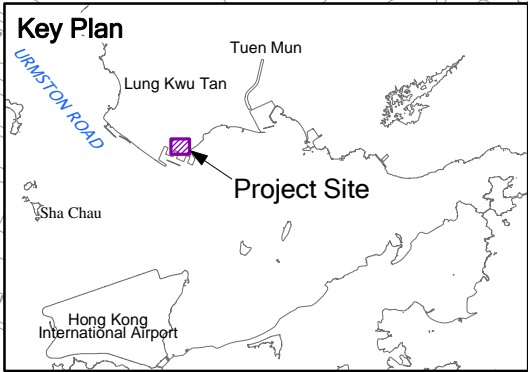 Key Plan
Tuen Mun
URMSTON ROAD
Lung Kwu Tan
Project Site
Sha Chau
Hong Kong
International Airport